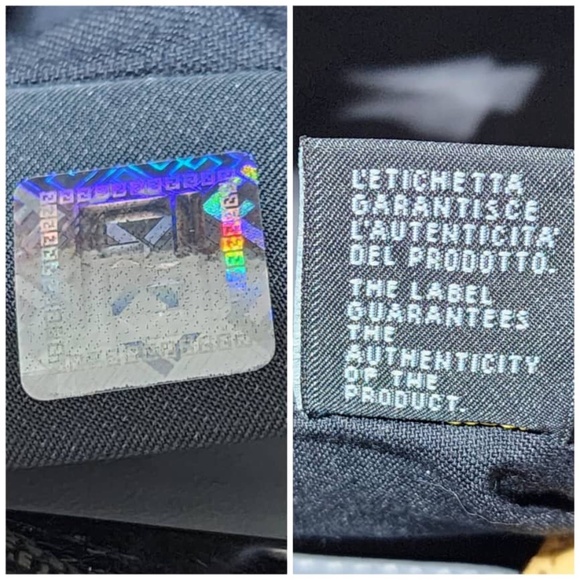 L'ETICHETTA
GARANTISCE
L'AUTENTICITA'
DEL PRODOTTO.
THE LABEL
GUARANTEES
THE
AUTHENTICITY
OF THE
PRODUCT.